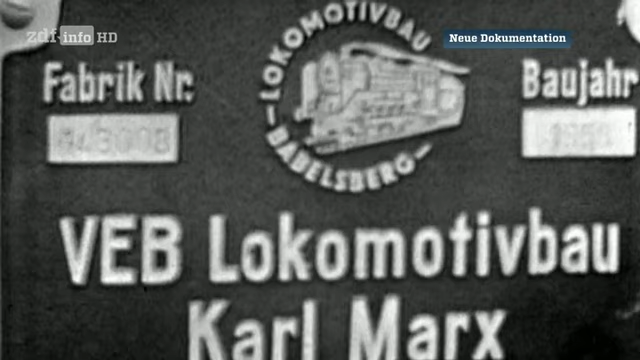 zdf.info HD
Neue Dokumentation
LOKOMOTIVBAU
BABELSBERG
Fabrik Nr.
Baujahr
VEB Lokomotivbau
Karl Marx